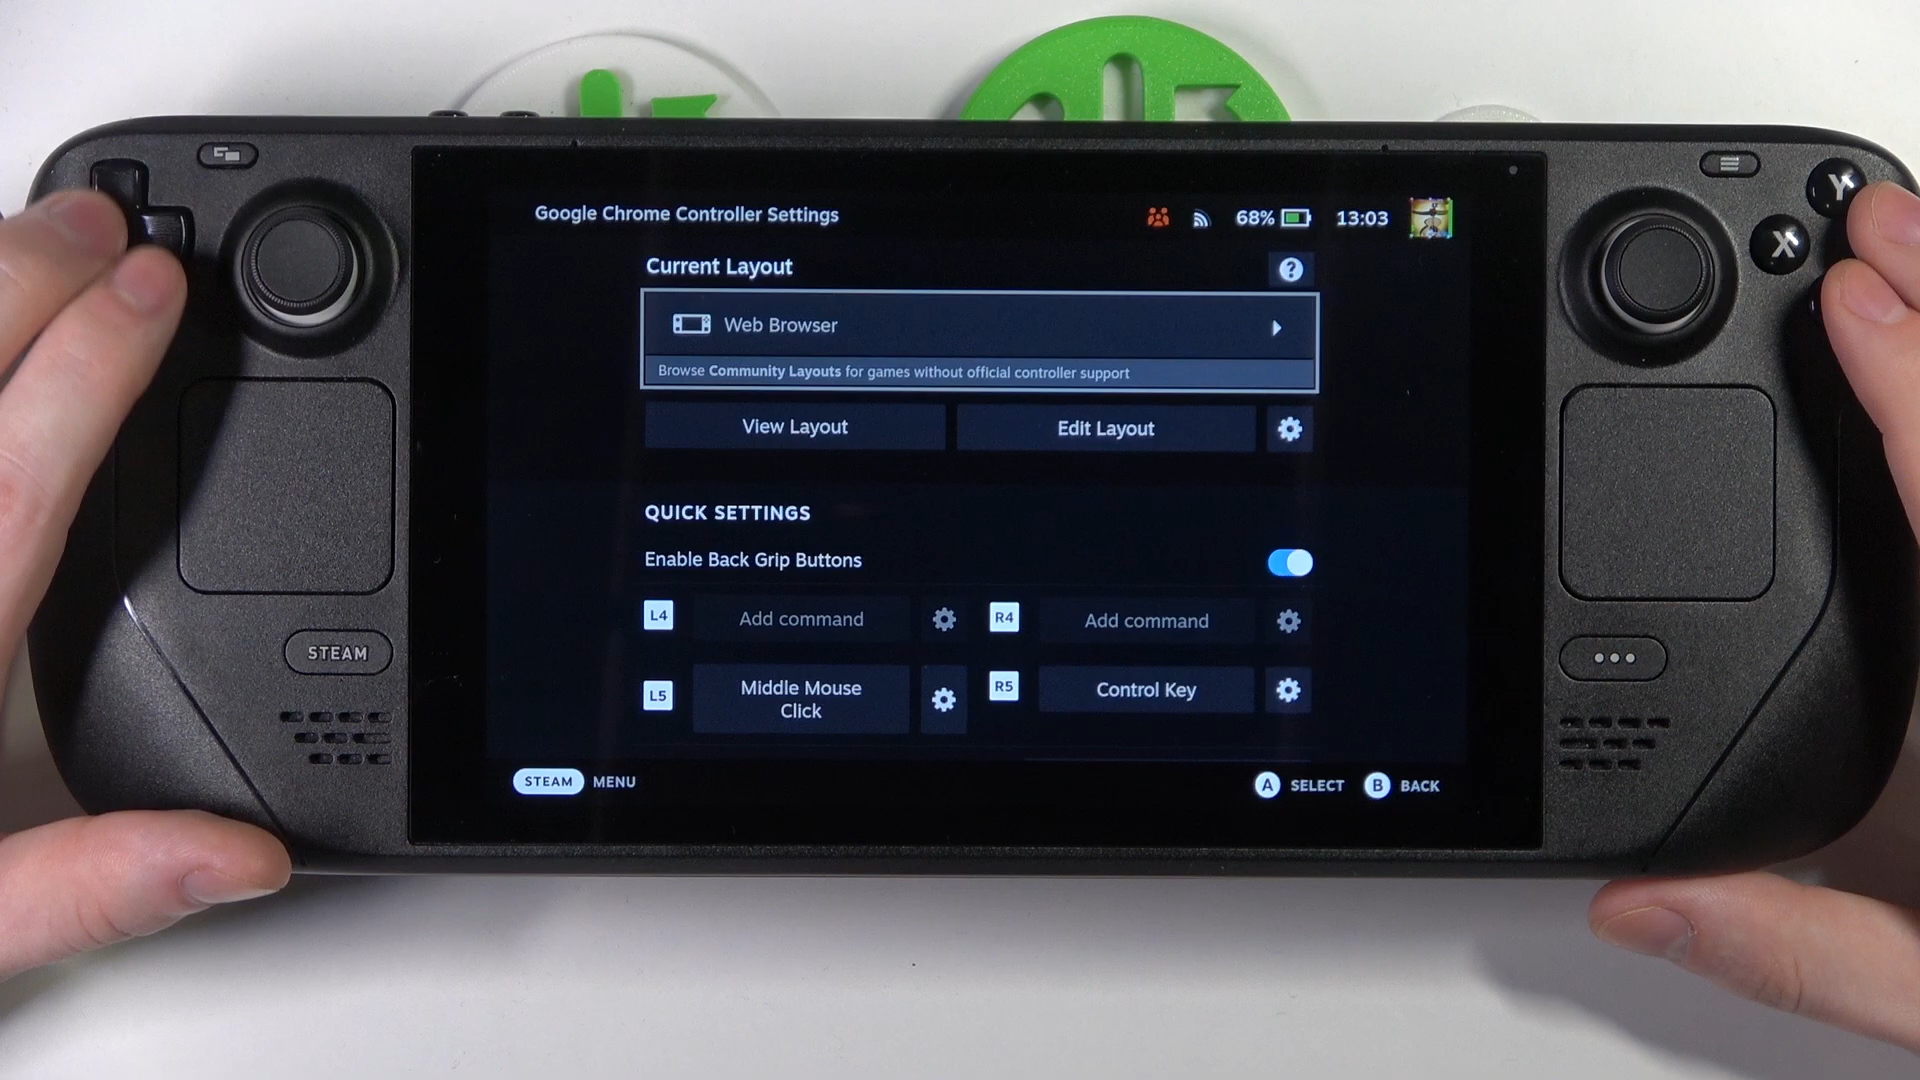 Google Chrome Controller Settings
68%
13:03
Y
X
Current Layout
?
Web Browser
Browse Community Layouts for games without official controller support
View Layout
Edit Layout
QUICK SETTINGS
Enable Back Grip Buttons
L4
Add command
R4
Add command
L5
Middle Mouse
Click
R5
Control Key
STEAM
STEAM MENU
A SELECT
B BACK